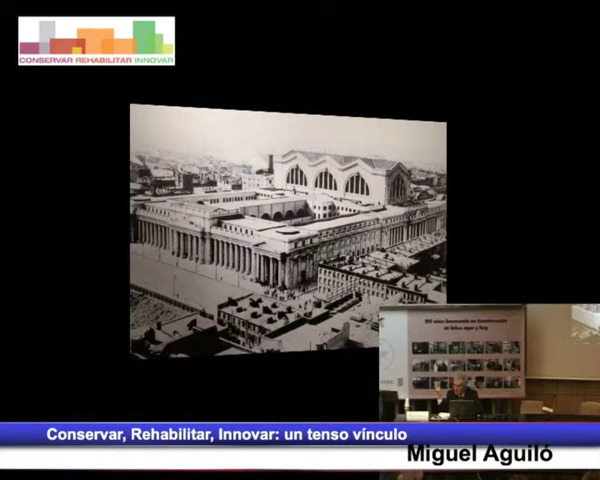 CONSERVAR REHABILITAR INNOVAR
Conservar, Rehabilitar, Innovar: un tenso vínculo
Miguel Aguiló